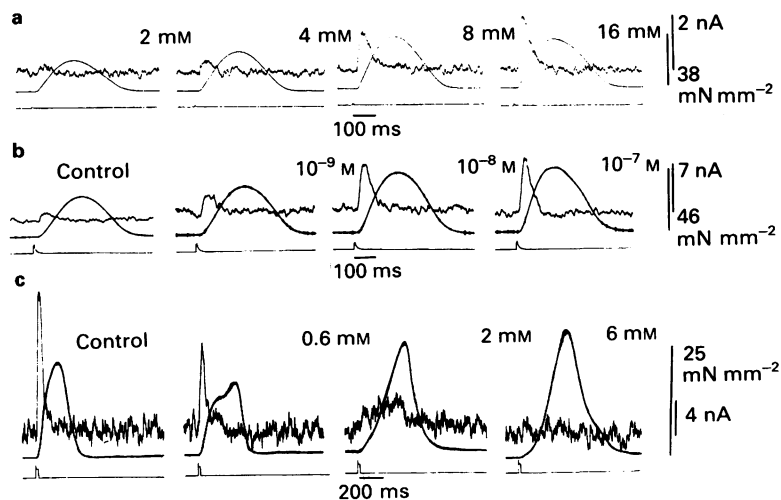 a
2 mM
4 mM
8 mM
16 mM
2 nA
38
mN mm⁻²
100 ms
b
Control
10⁻⁹ M
10⁻⁸ M
10⁻⁷ M
7 nA
46
mN mm⁻²
100 ms
c
Control
0.6 mM
2 mM
6 mM
25
mN mm⁻²
4 nA
200 ms